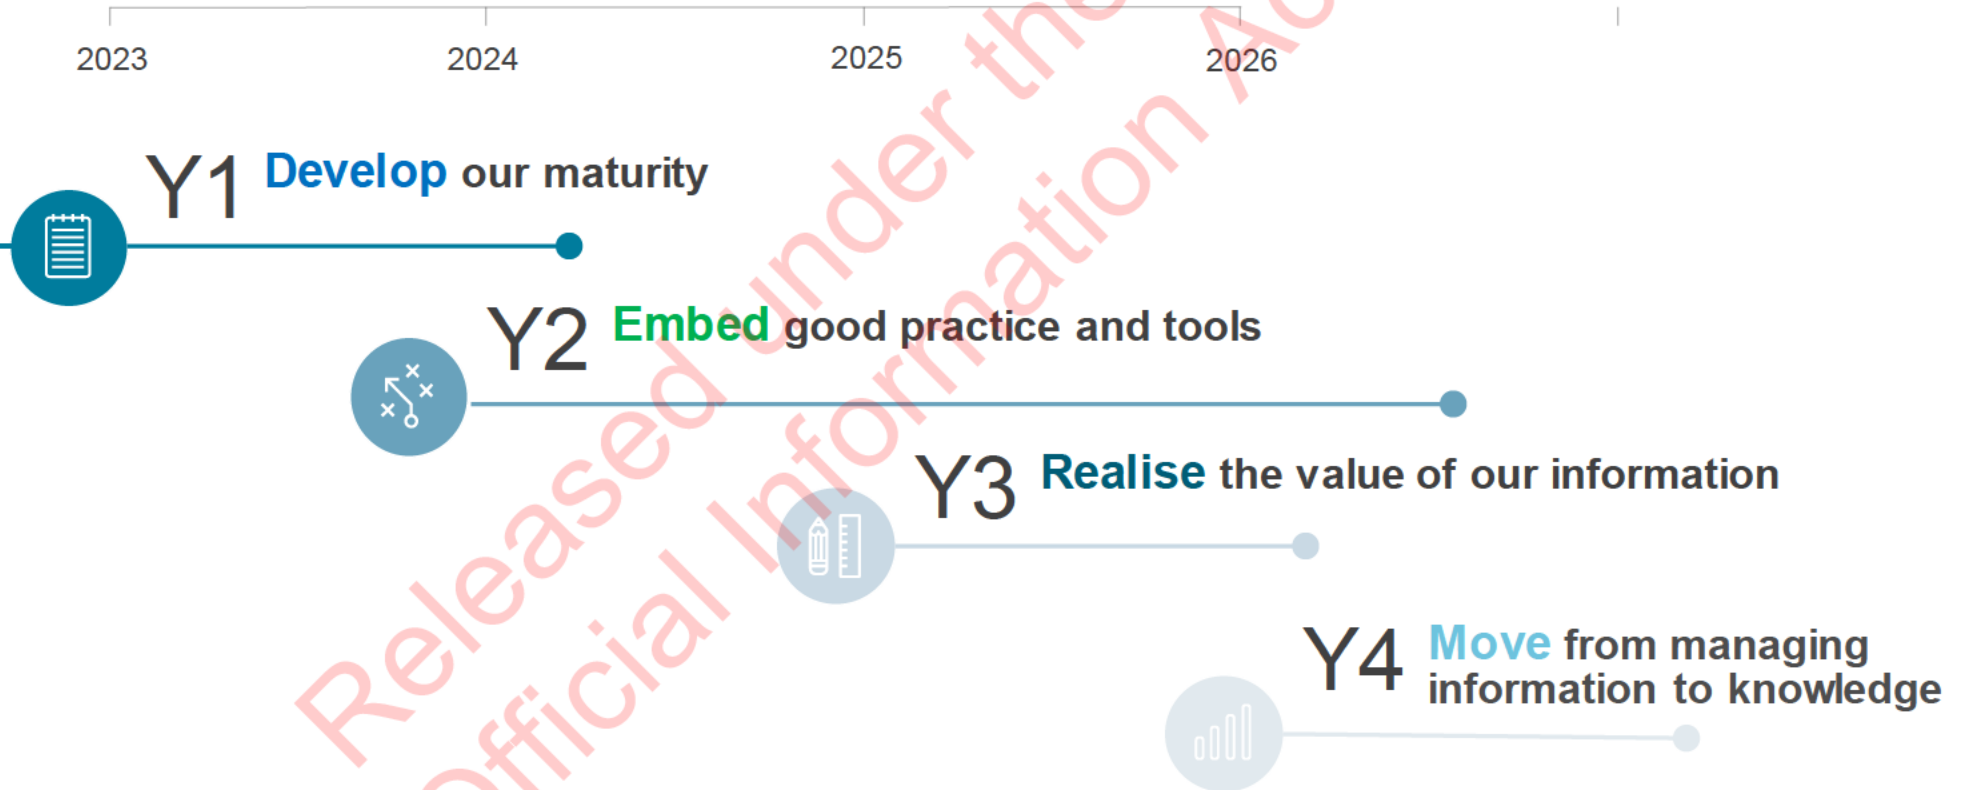 2023 2024 2025 2026
Y1 Develop our maturity
Y2 Embed good practice and tools
Y3 Realise the value of our information
Y4 Move from managing
information to knowledge
Released under the
Official Information Ac